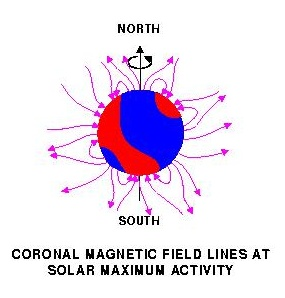 NORTH
SOUTH
CORONAL MAGNETIC FIELD LINES AT
SOLAR MAXIMUM ACTIVITY